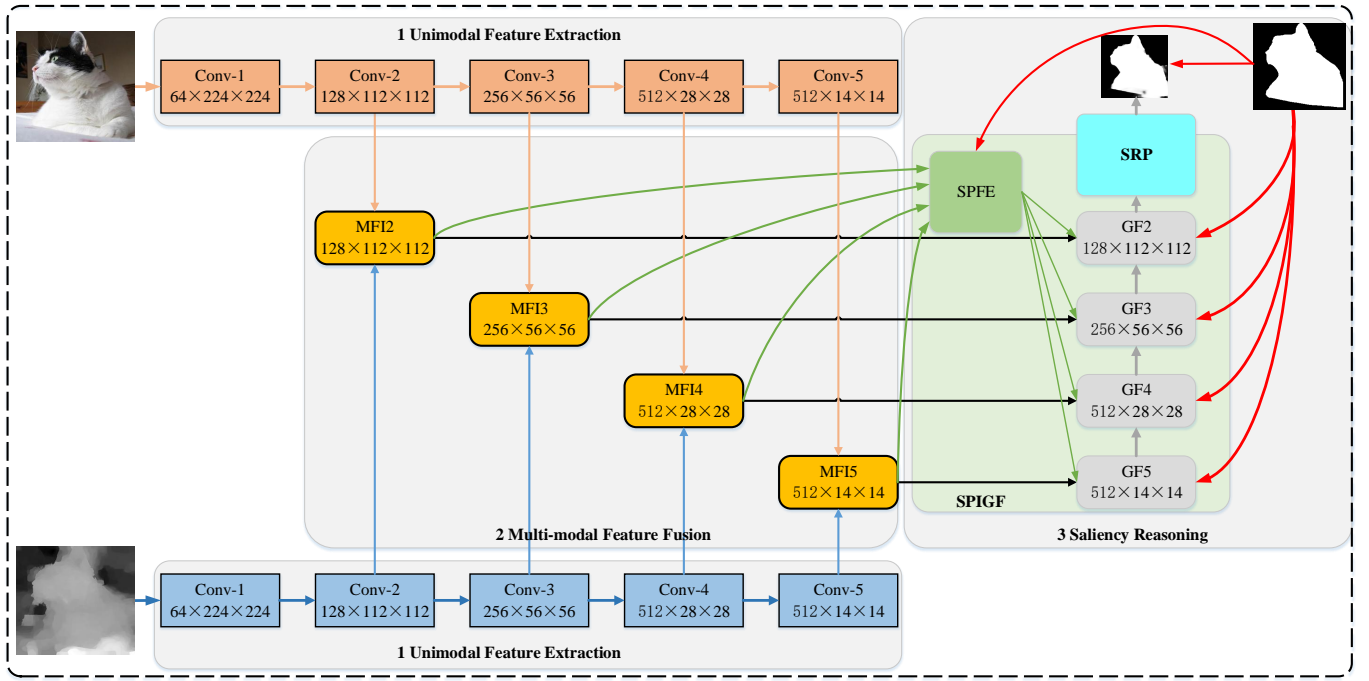 1 Unimodal Feature Extraction
Conv-1
64×224×224
Conv-2
128×112×112
Conv-3
256×56×56
Conv-4
512×28×28
Conv-5
512×14×14
SRP
SPFE
MFI2
128×112×112
GF2
128×112×112
MFI3
256×56×56
GF3
256×56×56
MFI4
512×28×28
GF4
512×28×28
MFI5
512×14×14
GF5
512×14×14
SPIGF
2 Multi-modal Feature Fusion
3 Saliency Reasoning
Conv-1
64×224×224
Conv-2
128×112×112
Conv-3
256×56×56
Conv-4
512×28×28
Conv-5
512×14×14
1 Unimodal Feature Extraction